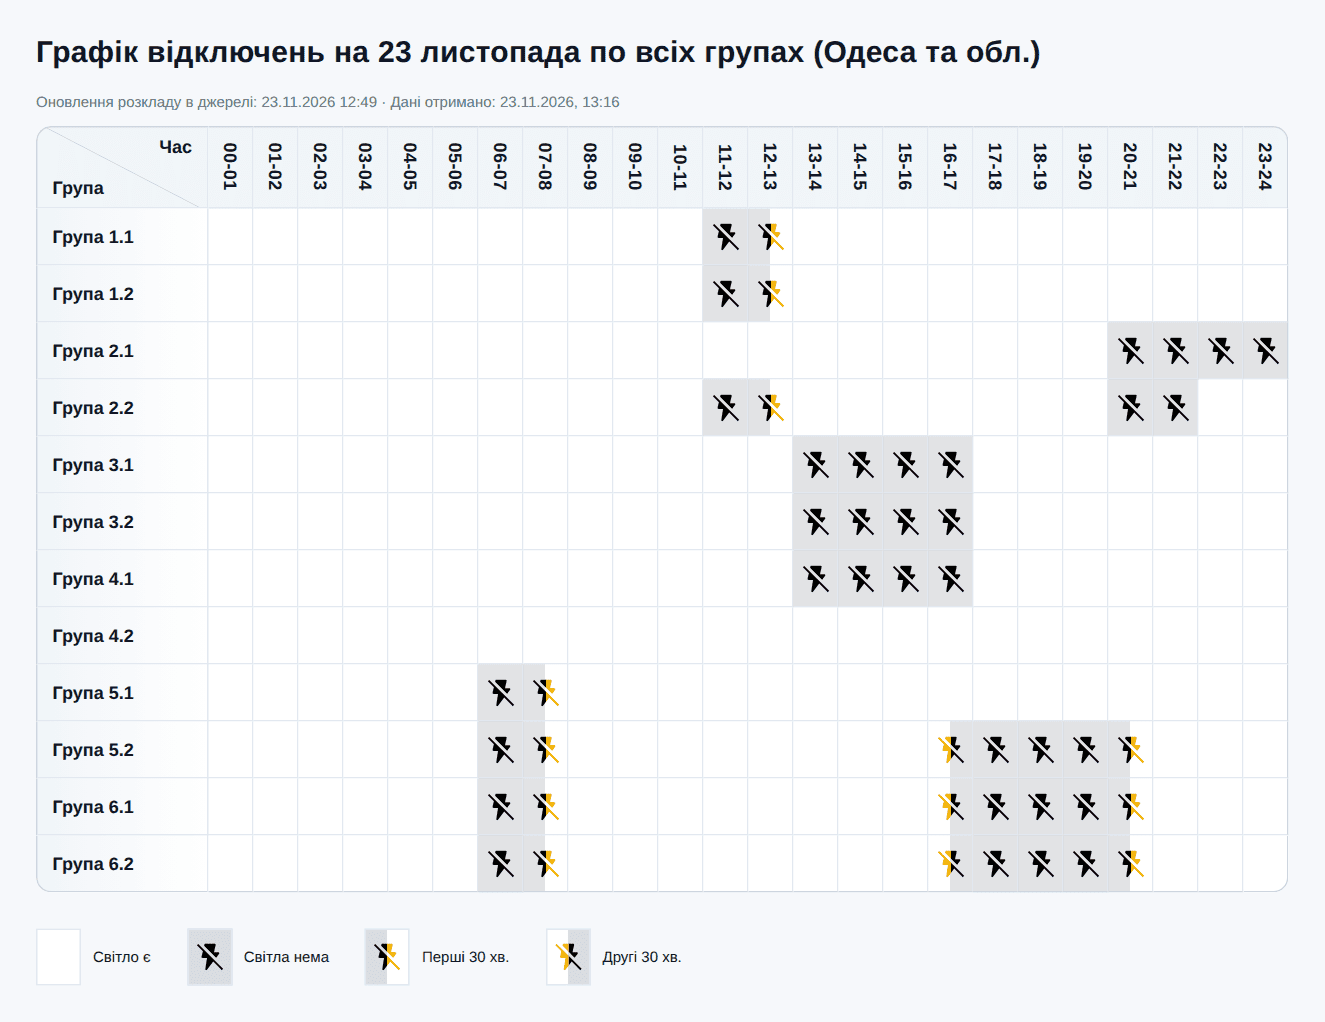 Графік відключень на 23 листопада по всіх групах (Одеса та обл.)
Оновлення розкладу в джерелі: 23.11.2026 12:49 · Дані отримано: 23.11.2026, 13:16
Час
Група
00-01 01-02 02-03 03-04 04-05 05-06 06-07 07-08 08-09 09-10 10-11 11-12 12-13 13-14 14-15 15-16 16-17 17-18 18-19 19-20 20-21 21-22 22-23 23-24
Група 1.1
Група 1.2
Група 2.1
Група 2.2
Група 3.1
Група 3.2
Група 4.1
Група 4.2
Група 5.1
Група 5.2
Група 6.1
Група 6.2
Світло є Світла нема Перші 30 хв. Другі 30 хв.